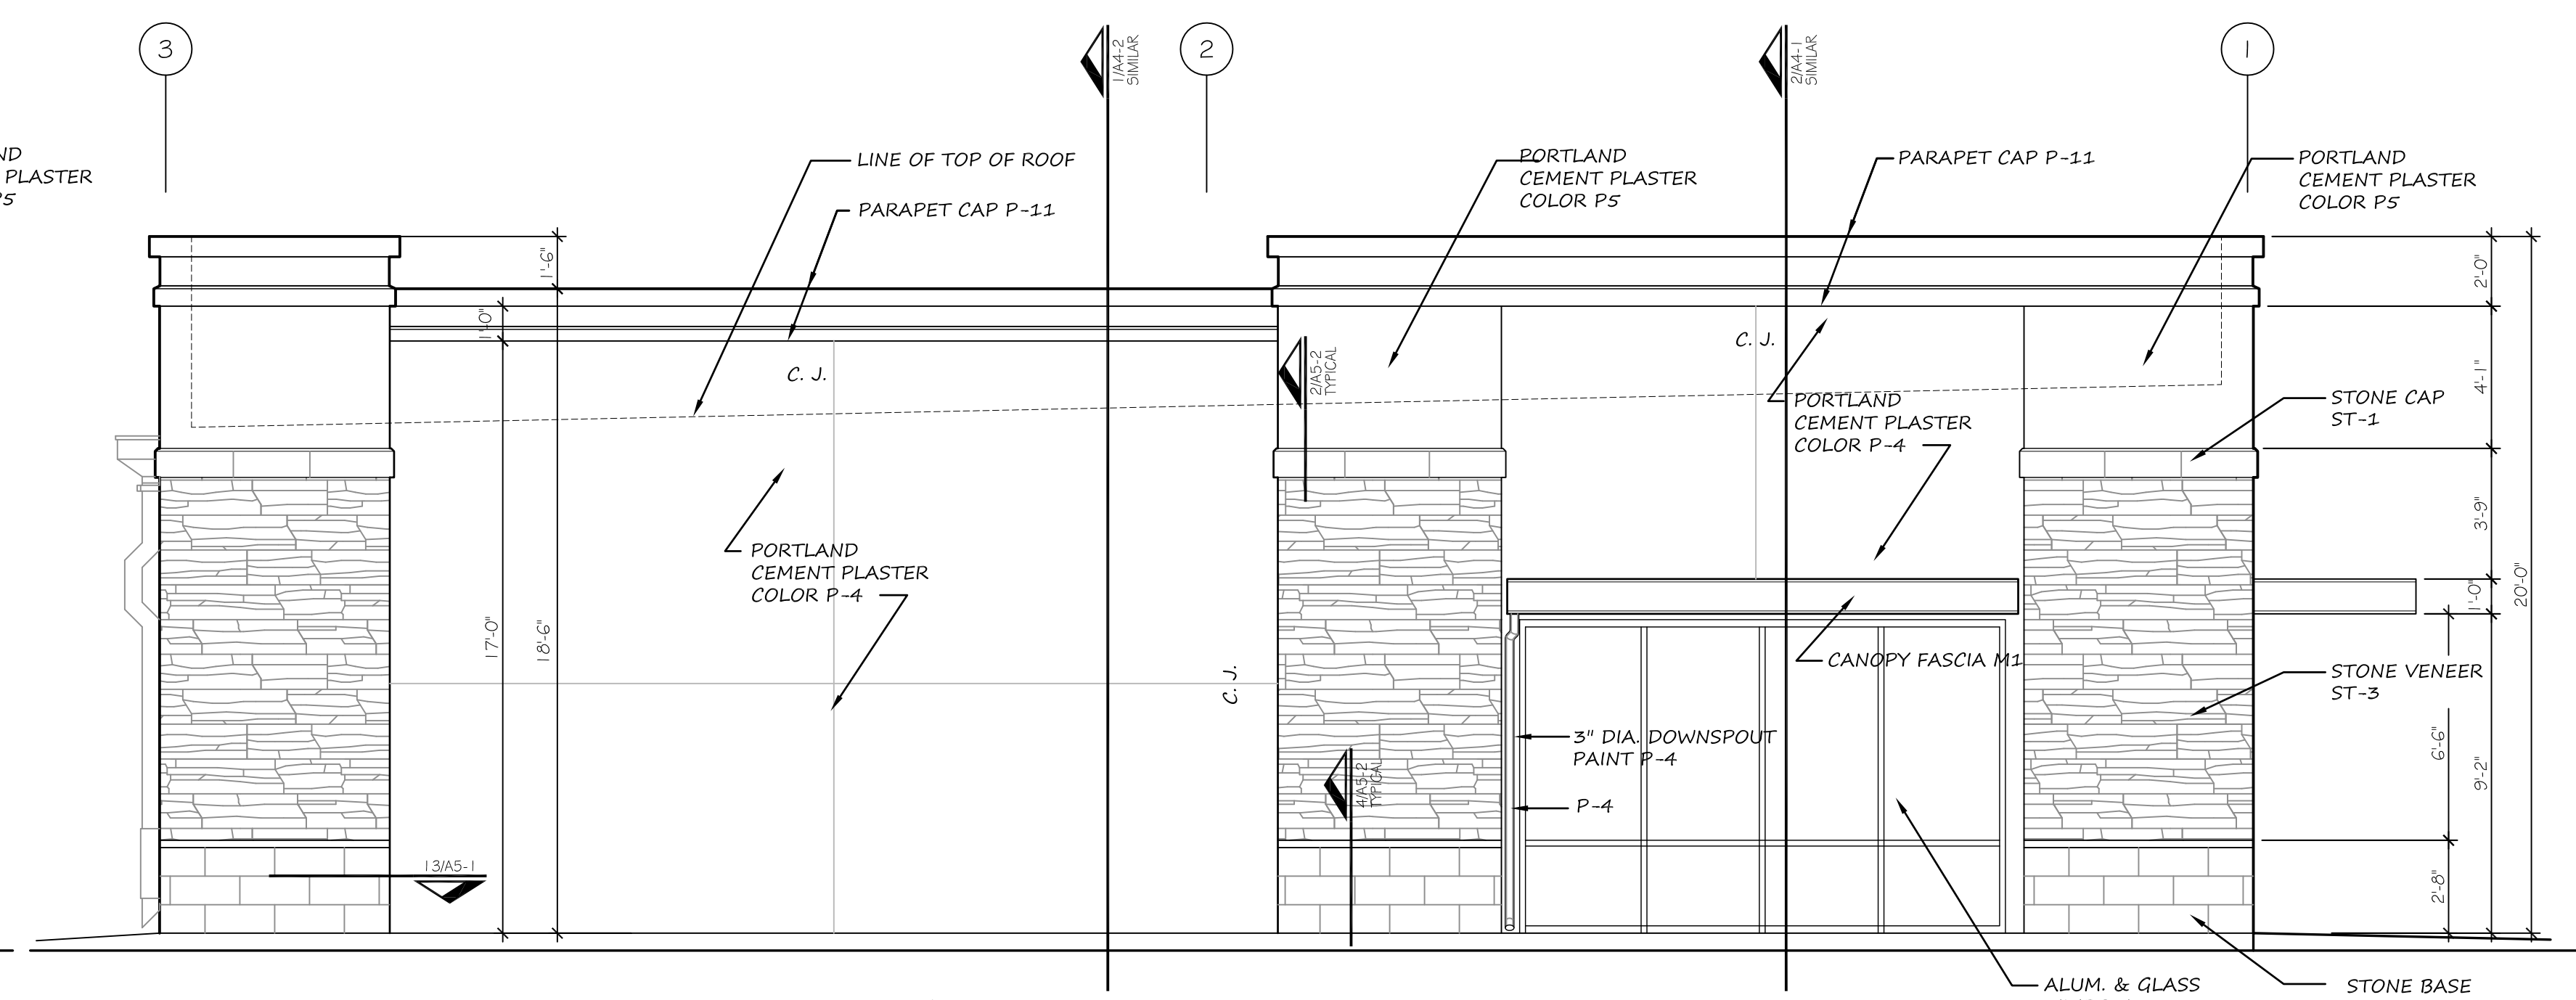 3
1/A4-2
SIMILAR
2
2/A4-1
SIMILAR
1
PLASTER
LINE OF TOP OF ROOF
PARAPET CAP P-11
PORTLAND
CEMENT PLASTER
COLOR P5
PARAPET CAP P-11
PORTLAND
CEMENT PLASTER
COLOR P5
1'-6"
1'-0"
2'-0"
C. J.
2/A5-2
TYPICAL
C. J.
4'-1"
PORTLAND
CEMENT PLASTER
COLOR P-4
STONE CAP
ST-1
3'-9"
PORTLAND
CEMENT PLASTER
COLOR P-4
17'-0"
18'-6"
1'-0"
20'-0"
C. J.
CANOPY FASCIA M1
STONE VENEER
ST-3
3" DIA. DOWNSPOUT
PAINT P-4
6'-6"
9'-2"
4/A5-2
TYPICAL
P-4
13/A5-1
2'-8"
ALUM. & GLASS
STONE BASE